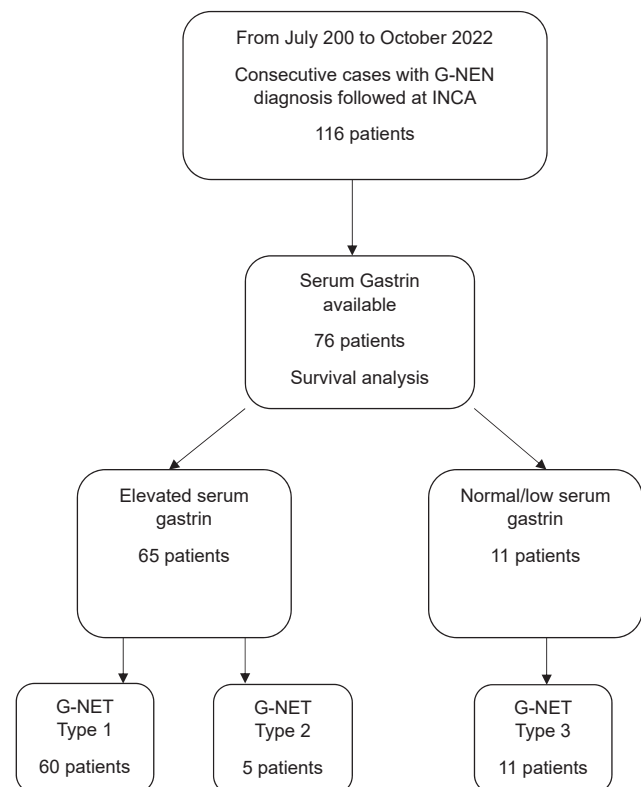 From July 200 to October 2022
Consecutive cases with G-NEN
diagnosis followed at INCA
116 patients
Serum Gastrin
available
76 patients
Survival analysis
Elevated serum
gastrin
65 patients
Normal/low serum
gastrin
11 patients
G-NET
Type 1
60 patients
G-NET
Type 2
5 patients
G-NET
Type 3
11 patients